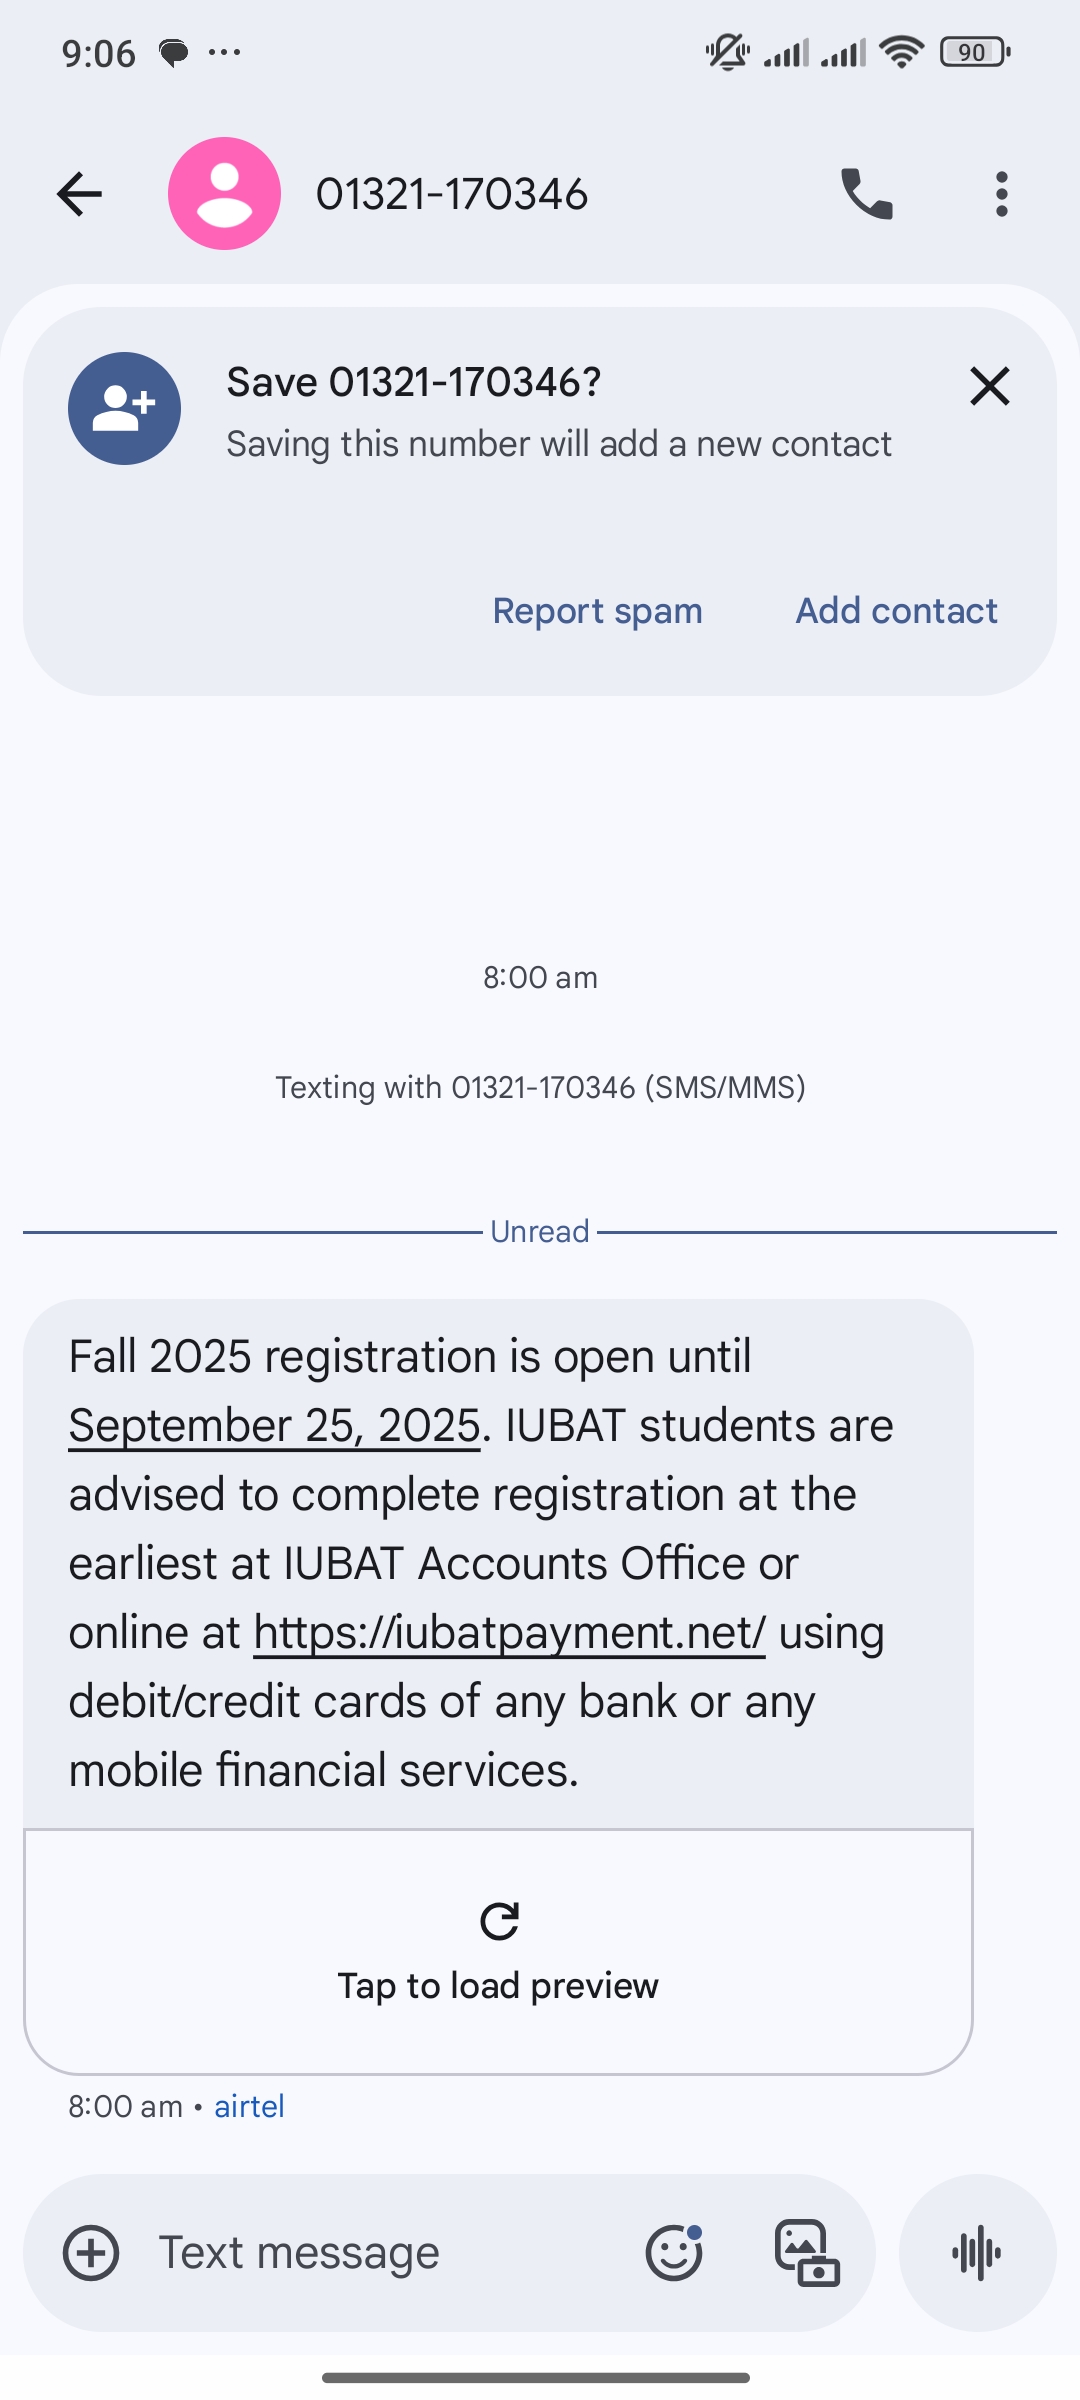 9:06
90
01321-170346
Save 01321-170346?
Saving this number will add a new contact
Report spam Add contact
8:00 am
Texting with 01321-170346 (SMS/MMS)
Unread
Fall 2025 registration is open until
September 25, 2025. IUBAT students are
advised to complete registration at the
earliest at IUBAT Accounts Office or
online at https://iubatpayment.net/ using
debit/credit cards of any bank or any
mobile financial services.
Tap to load preview
8:00 am • airtel
Text message